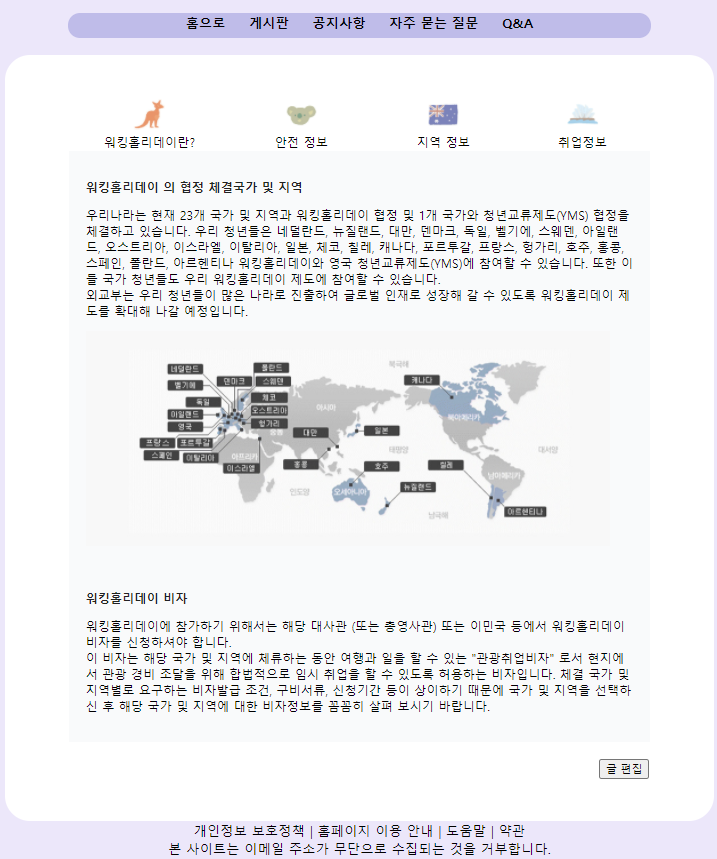 홈으로 게시판 공지사항 자주 묻는 질문 Q&A
워킹홀리데이란? 안전 정보 지역 정보 취업정보
워킹홀리데이 의 협정 체결국가 및 지역
우리나라는 현재 23개 국가 및 지역과 워킹홀리데이 협정 및 1개 국가와 청년교류제도(YMS) 협정을
체결하고 있습니다. 우리 청년들은 네덜란드, 뉴질랜드, 대만, 덴마크, 독일, 벨기에, 스웨덴, 아일랜
드, 오스트리아, 이스라엘, 이탈리아, 일본, 체코, 칠레, 캐나다, 포르투갈, 프랑스, 헝가리, 호주, 홍콩,
스페인, 폴란드, 아르헨티나 워킹홀리데이와 영국 청년교류제도(YMS)에 참여할 수 있습니다. 또한 이
들 국가 청년들도 우리 워킹홀리데이 제도에 참여할 수 있습니다.
외교부는 우리 청년들이 많은 나라로 진출하여 글로벌 인재로 성장해 갈 수 있도록 워킹홀리데이 제
도를 확대해 나갈 예정입니다.
네덜란드 폴란드 북극해
벨기에 덴마크 스웨덴 캐나다
독일 체코
아일랜드 오스트리아 아시아 북아메리카
영국 헝가리 중동 대만 일본
프랑스 포르투갈 태평양 대서양
스페인 이탈리아 아프리카
이스라엘 홍콩 호주 칠레 남아메리카
인도양 오세아니아 뉴질랜드
남극해 아르헨티나
워킹홀리데이 비자
워킹홀리데이에 참가하기 위해서는 해당 대사관 (또는 총영사관) 또는 이민국 등에서 워킹홀리데이
비자를 신청하셔야 합니다.
이 비자는 해당 국가 및 지역에 체류하는 동안 여행과 일을 할 수 있는 "관광취업비자" 로서 현지에
서 관광 경비 조달을 위해 합법적으로 임시 취업을 할 수 있도록 허용하는 비자입니다. 체결 국가 및
지역별로 요구하는 비자발급 조건, 구비서류, 신청기간 등이 상이하기 때문에 국가 및 지역을 선택하
신 후 해당 국가 및 지역에 대한 비자정보를 꼼꼼히 살펴 보시기 바랍니다.
글 편집
개인정보 보호정책 | 홈페이지 이용 안내 | 도움말 | 약관
본 사이트는 이메일 주소가 무단으로 수집되는 것을 거부합니다.